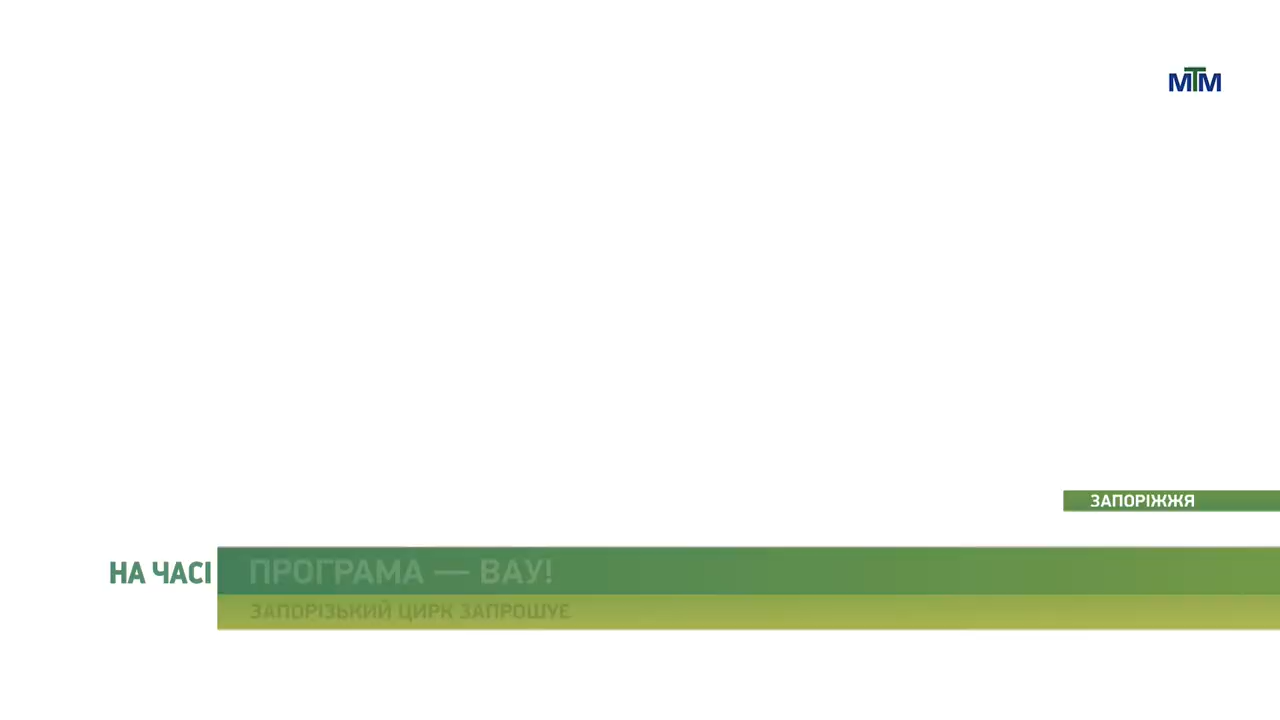 МТМ
ЗАПОРІЖЖЯ
НА ЧАСІ
ПРОГРАМА — ВАУ!
ЗАПОРІЗЬКИЙ ЦИРК ЗАПРОШУЄ